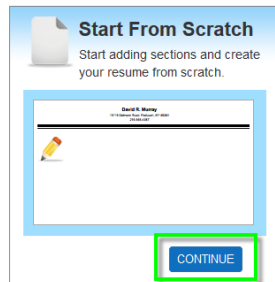 Start From Scratch
Start adding sections and create
your resume from scratch.
David R. Murray
CONTINUE